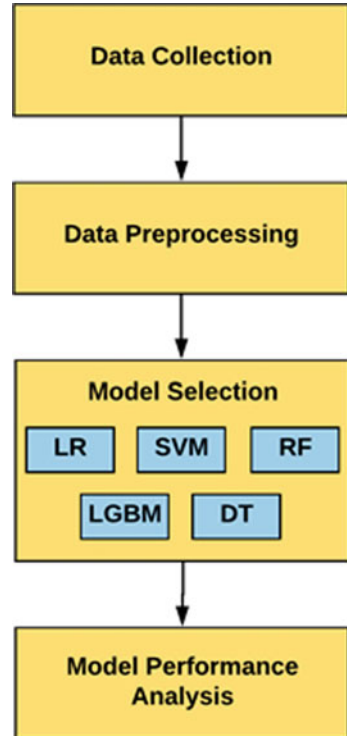 Data Collection
Data Preprocessing
Model Selection
LR SVM RF
LGBM DT
Model Performance
Analysis